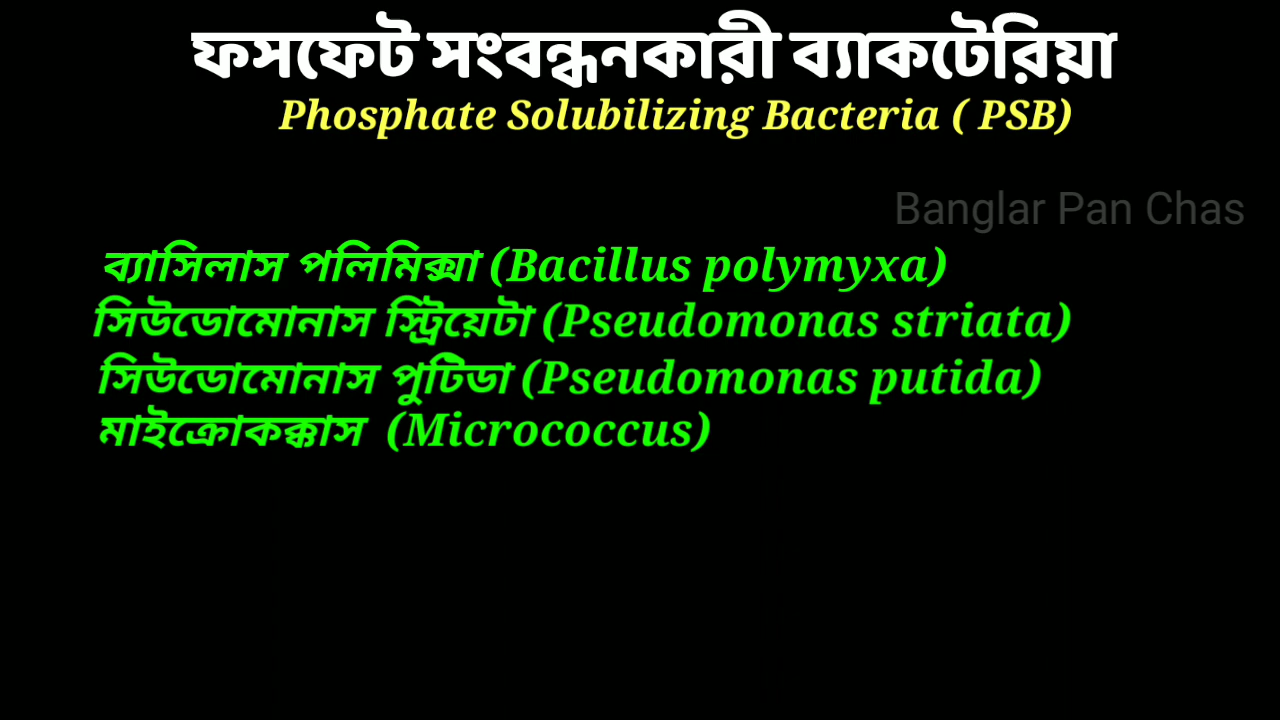 ফসফেট সংবন্ধনকারী ব্যাকটেরিয়া
Phosphate Solubilizing Bacteria ( PSB)
Banglar Pan Chas
ব্যাসিলাস পলিমিক্সা (Bacillus polymyxa)
সিউডোমোনাস স্ট্রিয়েটা (Pseudomonas striata)
সিউডোমোনাস পুটিডা (Pseudomonas putida)
মাইক্রোকক্কাস (Micrococcus)